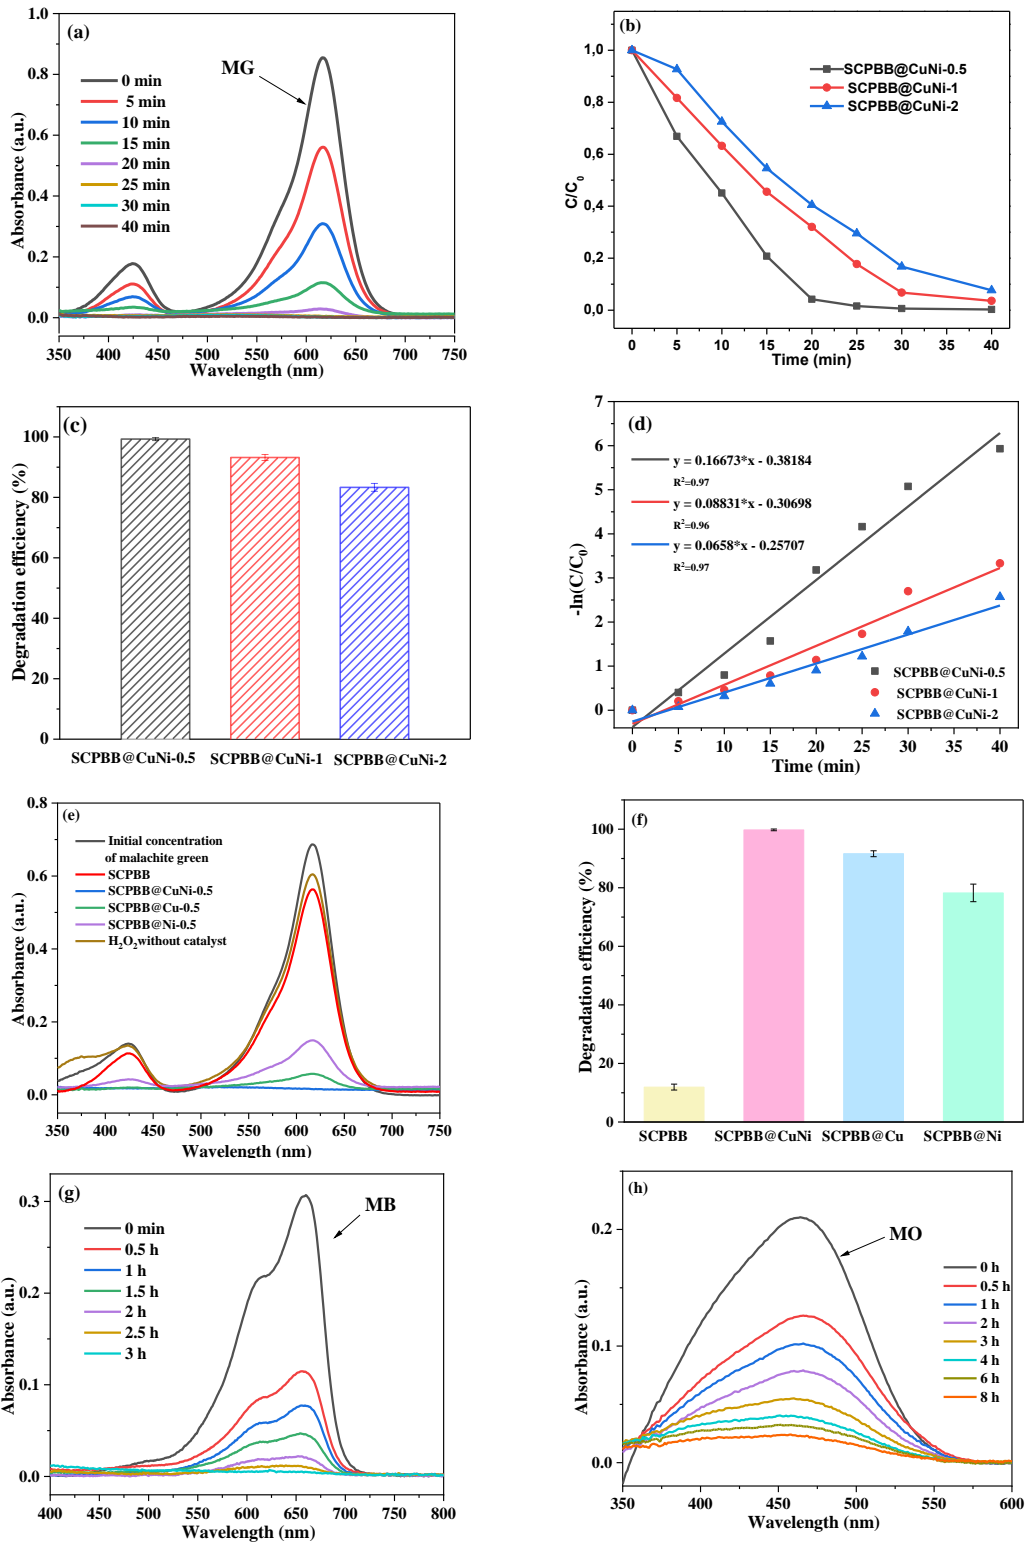 (a)
MG
0 min
5 min
10 min
15 min
20 min
25 min
30 min
40 min
1.0
0.8
0.6
0.4
0.2
0.0
Absorbance (a.u.)
350 400 450 500 550 600 650 700 750
Wavelength (nm)
(b)
SCPBB@CuNi-0.5
SCPBB@CuNi-1
SCPBB@CuNi-2
1,0
0,8
0,6
0,4
0,2
0,0
C/C0
0 5 10 15 20 25 30 35 40
Time (min)
(c)
100
80
60
40
20
0
Degradation efficiency (%)
SCPBB@CuNi-0.5 SCPBB@CuNi-1 SCPBB@CuNi-2
(d)
y = 0.16673*x - 0.38184
R2=0.97
y = 0.08831*x - 0.30698
R2=0.96
y = 0.0658*x - 0.25707
R2=0.97
SCPBB@CuNi-0.5
SCPBB@CuNi-1
SCPBB@CuNi-2
7
6
5
4
3
2
1
0
-ln(C/C0)
0 5 10 15 20 25 30 35 40
Time (min)
(e)
Initial concentration
of malachite green
SCPBB
SCPBB@CuNi-0.5
SCPBB@Cu-0.5
SCPBB@Ni-0.5
H2O2without catalyst
0.8
0.6
0.4
0.2
0.0
Absorbance (a.u.)
350 400 450 500 550 600 650 700 750
Wavelength (nm)
(f)
100
80
60
40
20
0
Degradation efficiency (%)
SCPBB SCPBB@CuNi SCPBB@Cu SCPBB@Ni
(g)
MB
0 min
0.5 h
1 h
1.5 h
2 h
2.5 h
3 h
0.3
0.2
0.1
0.0
Absorbance (a.u.)
400 450 500 550 600 650 700 750 800
Wavelength (nm)
(h)
MO
0 h
0.5 h
1 h
2 h
3 h
4 h
6 h
8 h
0.2
0.1
0.0
Absorbance (a.u.)
350 400 450 500 550 600
Wavelength (nm)